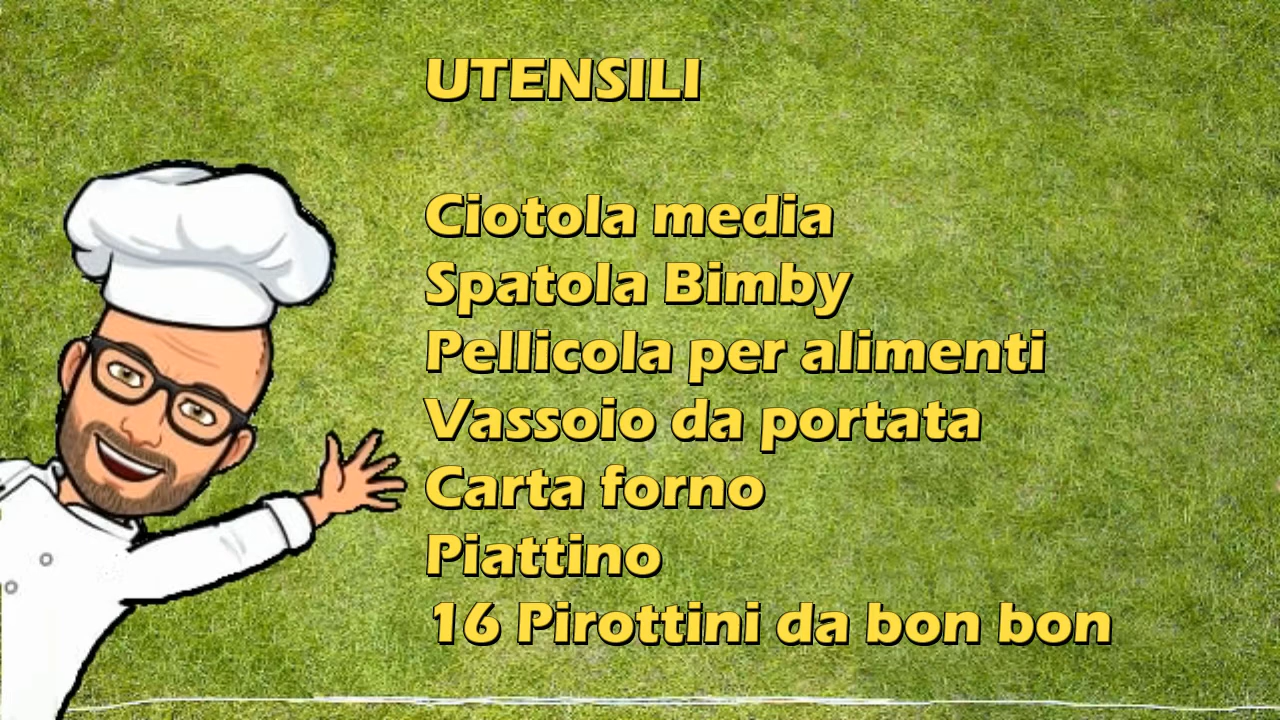 UTENSILI
Ciotola media
Spatola Bimby
Pellicola per alimenti
Vassoio da portata
Carta forno
Piattino
16 Pirottini da bon bon